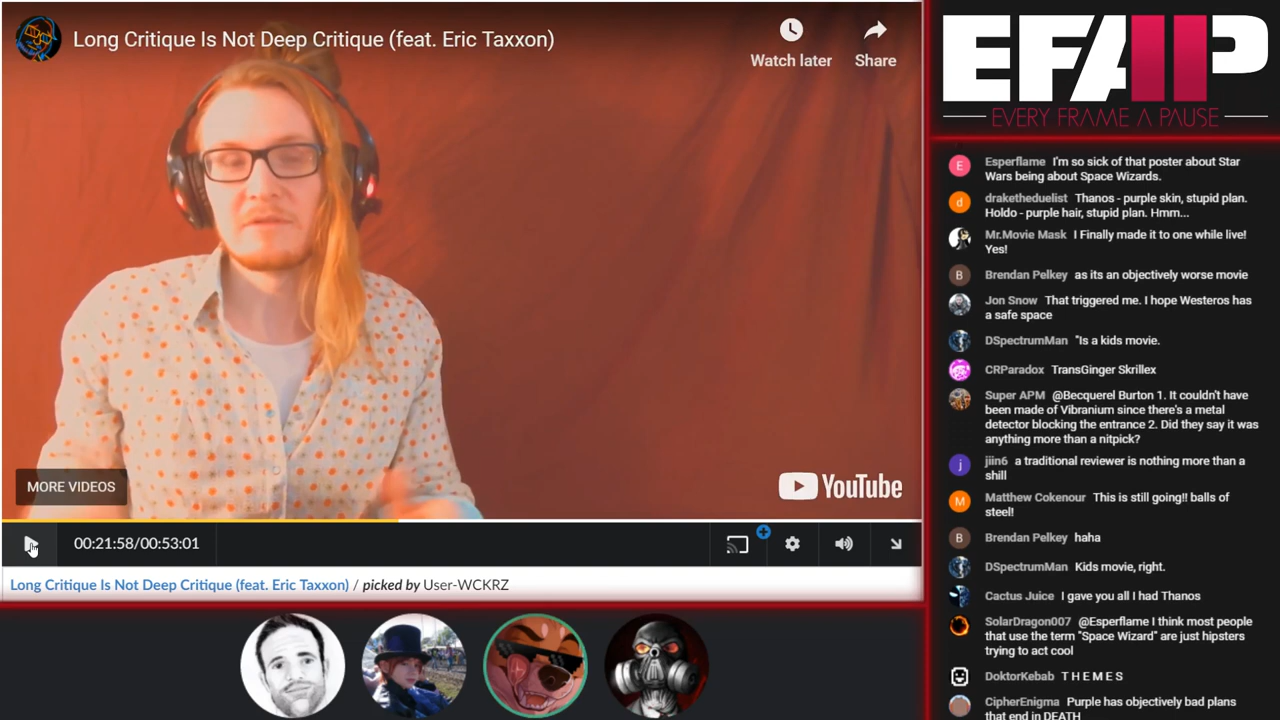 Long Critique Is Not Deep Critique (feat. Eric Taxxon)
Watch later
Share
MORE VIDEOS
YouTube
00:21:58/00:53:01
Long Critique Is Not Deep Critique (feat. Eric Taxxon) / picked by User-WCKRZ
EFAP
EVERY FRAME A PAUSE
E
Esperflame I'm so sick of that poster about Star
Wars being about Space Wizards.
d
draketheduelist Thanos - purple skin, stupid plan.
Holdo - purple hair, stupid plan. Hmm...
Mr.Movie Mask I Finally made it to one while live!
Yes!
B
Brendan Pelkey as its an objectively worse movie
Jon Snow That triggered me. I hope Westeros has
a safe space
DSpectrumMan "Is a kids movie.
CRParadox TransGinger Skrillex
Super APM @Becquerel Burton 1. It couldn't have
been made of Vibranium since there's a metal
detector blocking the entrance 2. Did they say it was
anything more than a nitpick?
j
jiin6 a traditional reviewer is nothing more than a
shill
M
Matthew Cokenour This is still going!! balls of
steel!
B
Brendan Pelkey haha
DSpectrumMan Kids movie, right.
Cactus Juice I gave you all I had Thanos
SolarDragon007 @Esperflame I think most people
that use the term "Space Wizard" are just hipsters
trying to act cool
DoktorKebab T H E M E S
CipherEnigma Purple has objectively bad plans
that end in DEATH